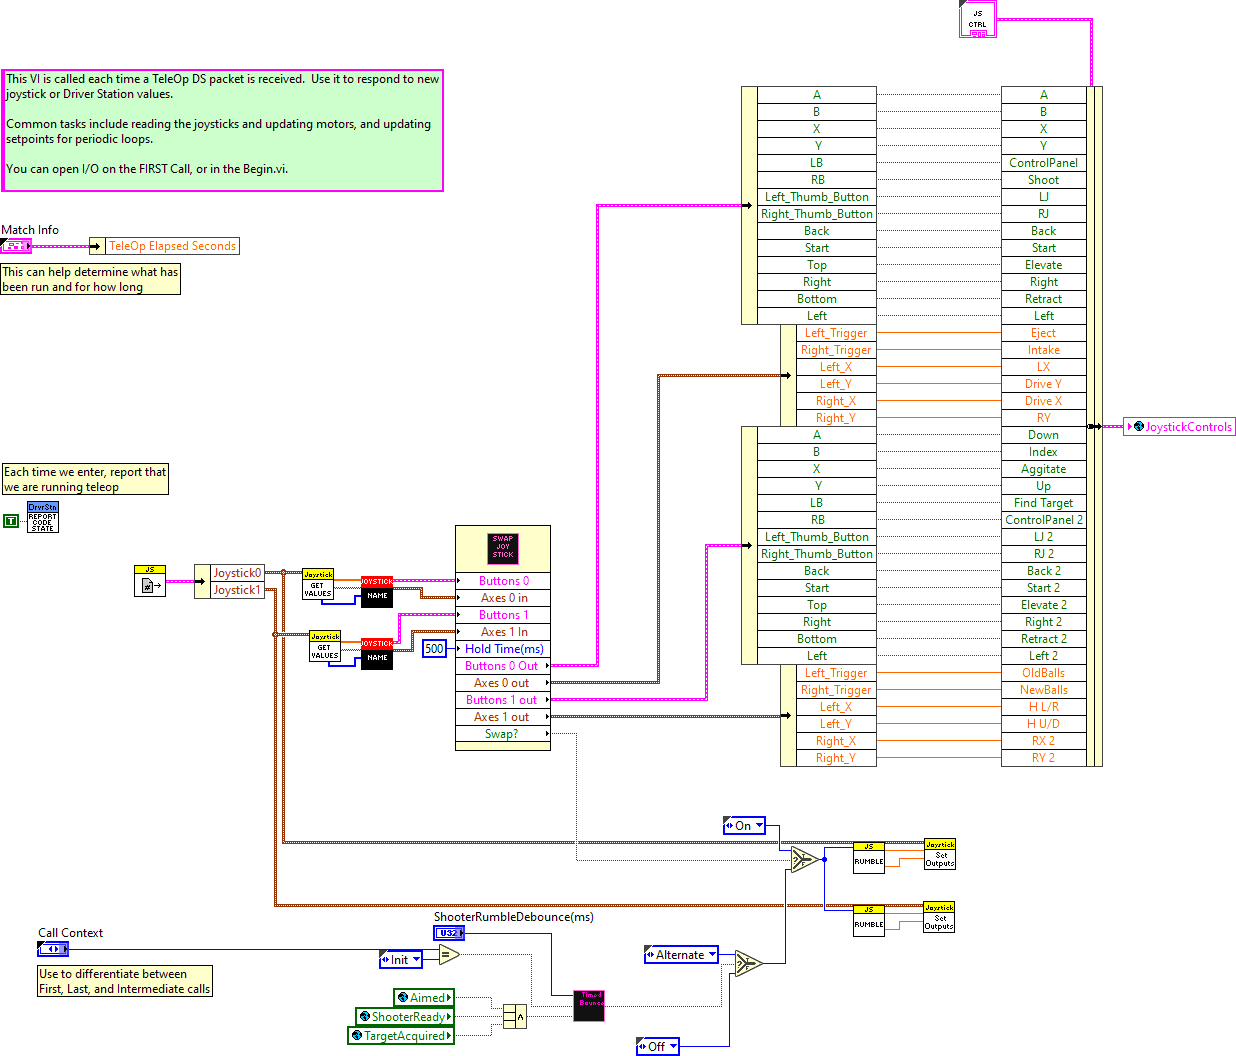 JS
CTRL
This VI is called each time a TeleOp DS packet is received. Use it to respond to new
joystick or Driver Station values.
Common tasks include reading the joysticks and updating motors, and updating
setpoints for periodic loops.
You can open I/O on the FIRST Call, or in the Begin.vi.
Match Info
TeleOp Elapsed Seconds
This can help determine what has
been run and for how long
Each time we enter, report that
we are running teleop
DrvrStn
REPORT
CODE
STATE
T
JS
#
Joystick0
Joystick1
Joystick
GET
VALUES
JOYSTICK
NAME
Joystick
GET
VALUES
JOYSTICK
NAME
500
SWAP
JOY
STICK
Buttons 0
Axes 0 in
Buttons 1
Axes 1 In
Hold Time(ms)
Buttons 0 Out
Axes 0 out
Buttons 1 out
Axes 1 out
Swap?
A A
B B
X X
Y Y
LB ControlPanel
RB Shoot
Left_Thumb_Button LJ
Right_Thumb_Button RJ
Back Back
Start Start
Top Elevate
Right Right
Bottom Retract
Left Left
Left_Trigger Eject
Right_Trigger Intake
Left_X LX
Left_Y Drive Y
Right_X Drive X
Right_Y RY
A Down
B Index
X Aggitate
Y Up
LB Find Target
RB ControlPanel 2
Left_Thumb_Button LJ 2
Right_Thumb_Button RJ 2
Back Back 2
Start Start 2
Top Elevate 2
Right Right 2
Bottom Retract 2
Left Left 2
Left_Trigger OldBalls
Right_Trigger NewBalls
Left_X H L/R
Left_Y H U/D
Right_X RX 2
Right_Y RY 2
JoystickControls
On
? T F
JS
RUMBLE
Joystick
Set
Outputs
JS
RUMBLE
Joystick
Set
Outputs
ShooterRumbleDebounce(ms)
U32
Call Context
Init
=
Use to differentiate between
First, Last, and Intermediate calls
Alternate
? T F
Aimed
ShooterReady
TargetAcquired
Timed
Bounce
Off